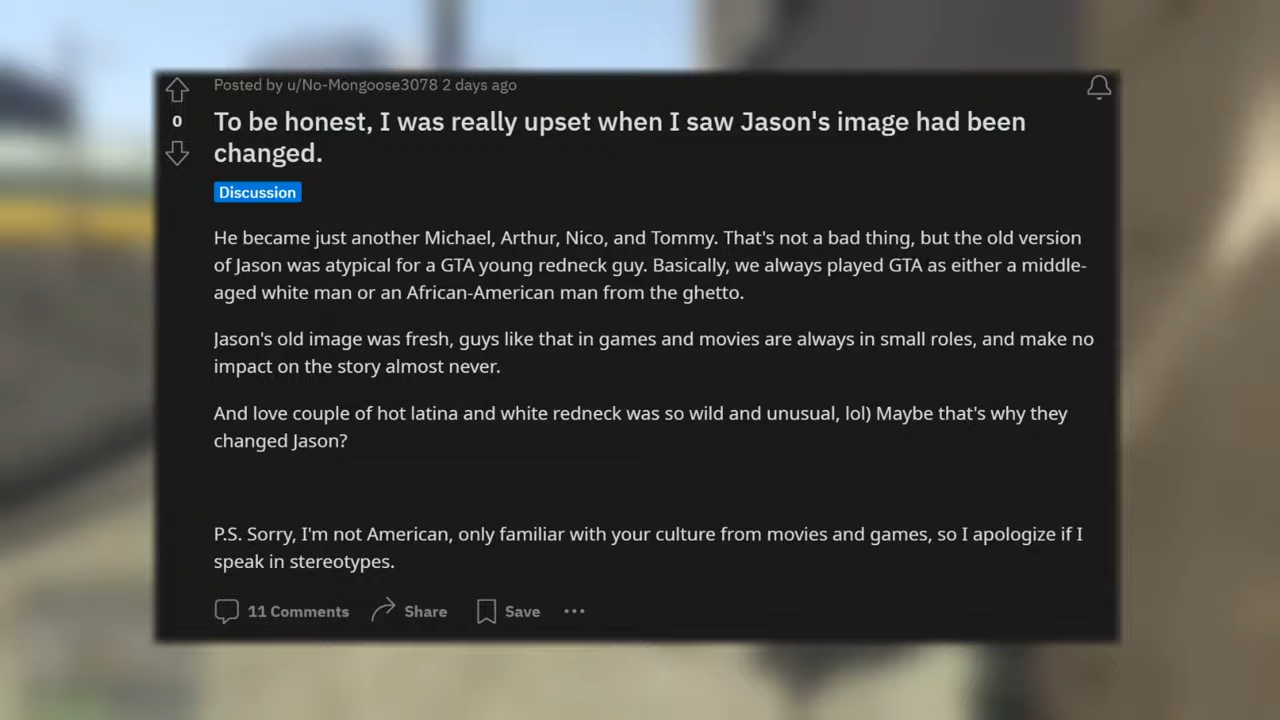 Posted by u/No-Mongoose3078 2 days ago
0
To be honest, I was really upset when I saw Jason's image had been
changed.
Discussion
He became just another Michael, Arthur, Nico, and Tommy. That's not a bad thing, but the old version
of Jason was atypical for a GTA young redneck guy. Basically, we always played GTA as either a middle-
aged white man or an African-American man from the ghetto.
Jason's old image was fresh, guys like that in games and movies are always in small roles, and make no
impact on the story almost never.
And love couple of hot latina and white redneck was so wild and unusual, lol) Maybe that's why they
changed Jason?
P.S. Sorry, I'm not American, only familiar with your culture from movies and games, so I apologize if I
speak in stereotypes.
11 Comments Share Save